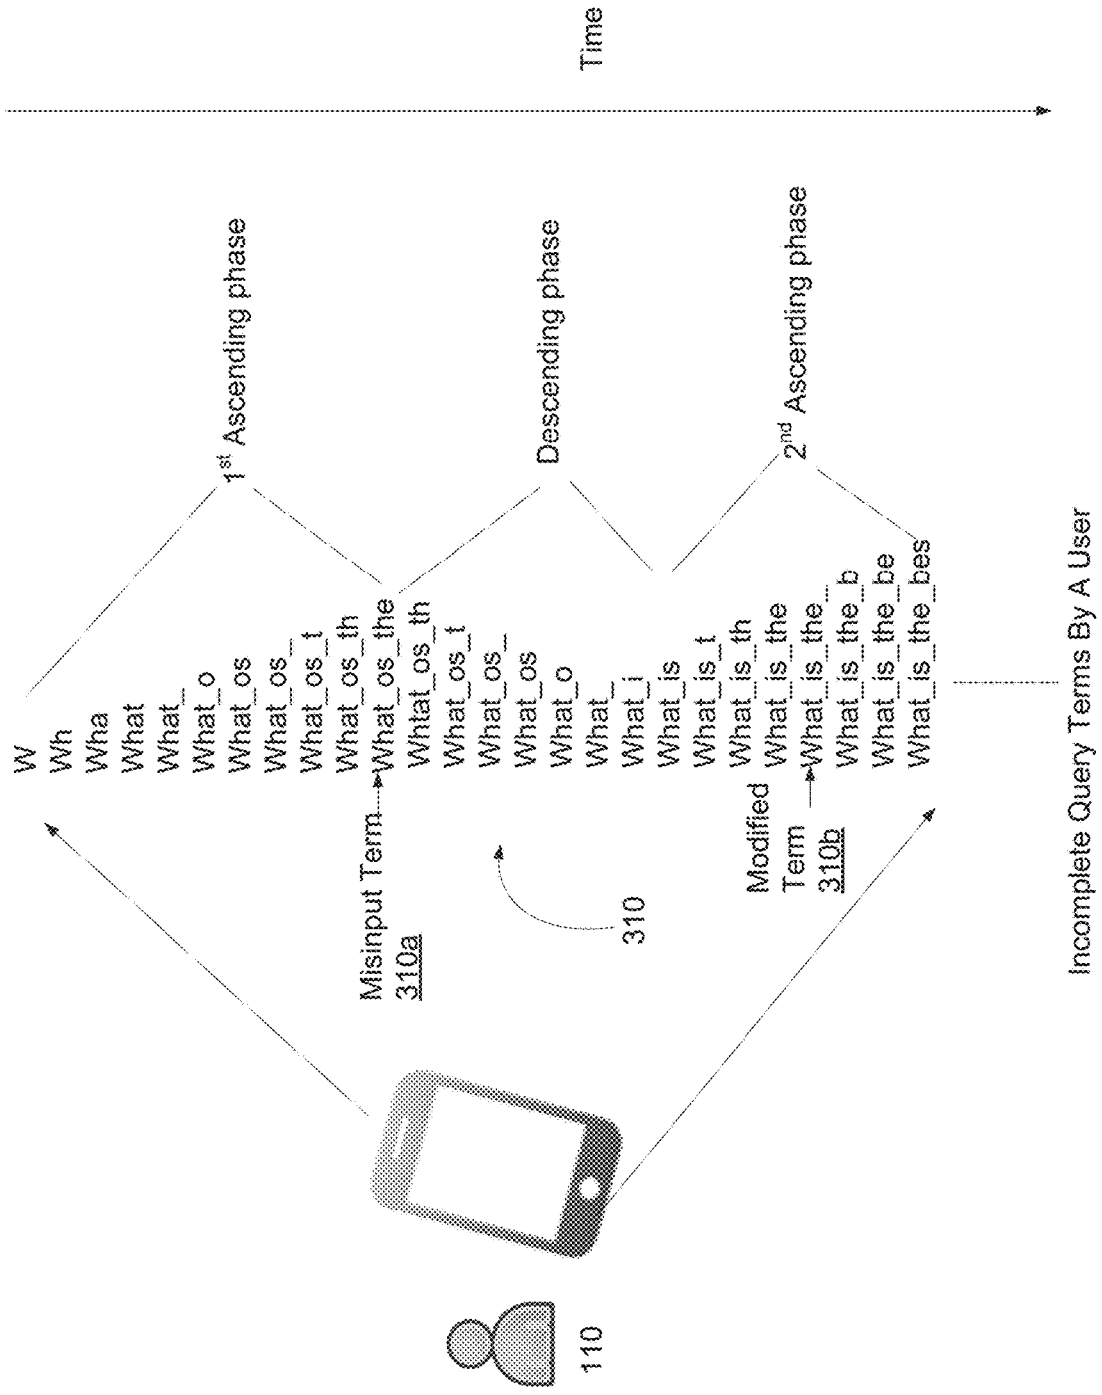 W
Wh
Wha
What
What_
What_o
What_os
What_os_
What_os_t
What_os_th
What_os_the
Whtat_os_th
What_os_t
What_os_
What_os
What_o
What_
What_i
What_is
What_is_t
What_is_th
What_is_the
What_is_the_
What_is_the_b
What_is_the_be
What_is_the_bes
1st Ascending phase
Descending phase
2nd Ascending phase
Time
Misinput Term
310a
310
Modified
Term
310b
110
Incomplete Query Terms By A User